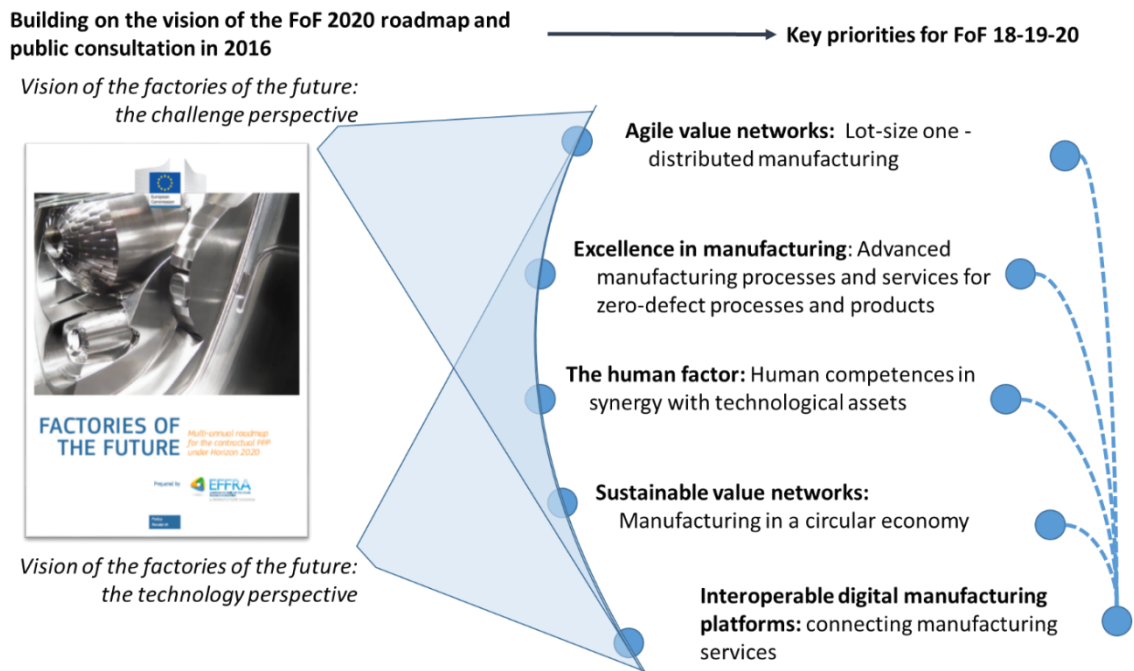 Building on the vision of the FoF 2020 roadmap and
public consultation in 2016
Key priorities for FoF 18-19-20
Vision of the factories of the future:
the challenge perspective
European
Commission
FACTORIES OF
THE FUTURE
Multi-annual roadmap
for the contractual PPP
under Horizon 2020
Prepared by
EFFRA
Vision of the factories of the future:
the technology perspective
Agile value networks: Lot-size one -
distributed manufacturing
Excellence in manufacturing: Advanced
manufacturing processes and services for
zero-defect processes and products
The human factor: Human competences in
synergy with technological assets
Sustainable value networks:
Manufacturing in a circular economy
Interoperable digital manufacturing
platforms: connecting manufacturing
services